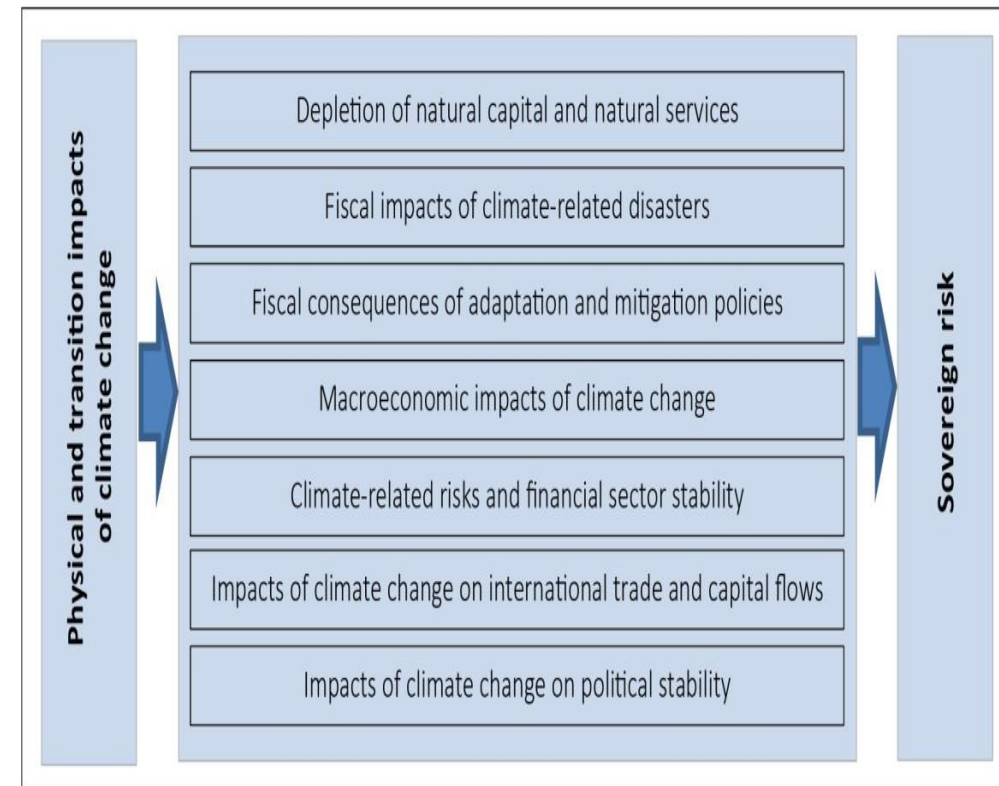 Physical and transition impacts
of climate change
Depletion of natural capital and natural services
Fiscal impacts of climate-related disasters
Fiscal consequences of adaptation and mitigation policies
Macroeconomic impacts of climate change
Climate-related risks and financial sector stability
Impacts of climate change on international trade and capital flows
Impacts of climate change on political stability
Sovereign risk